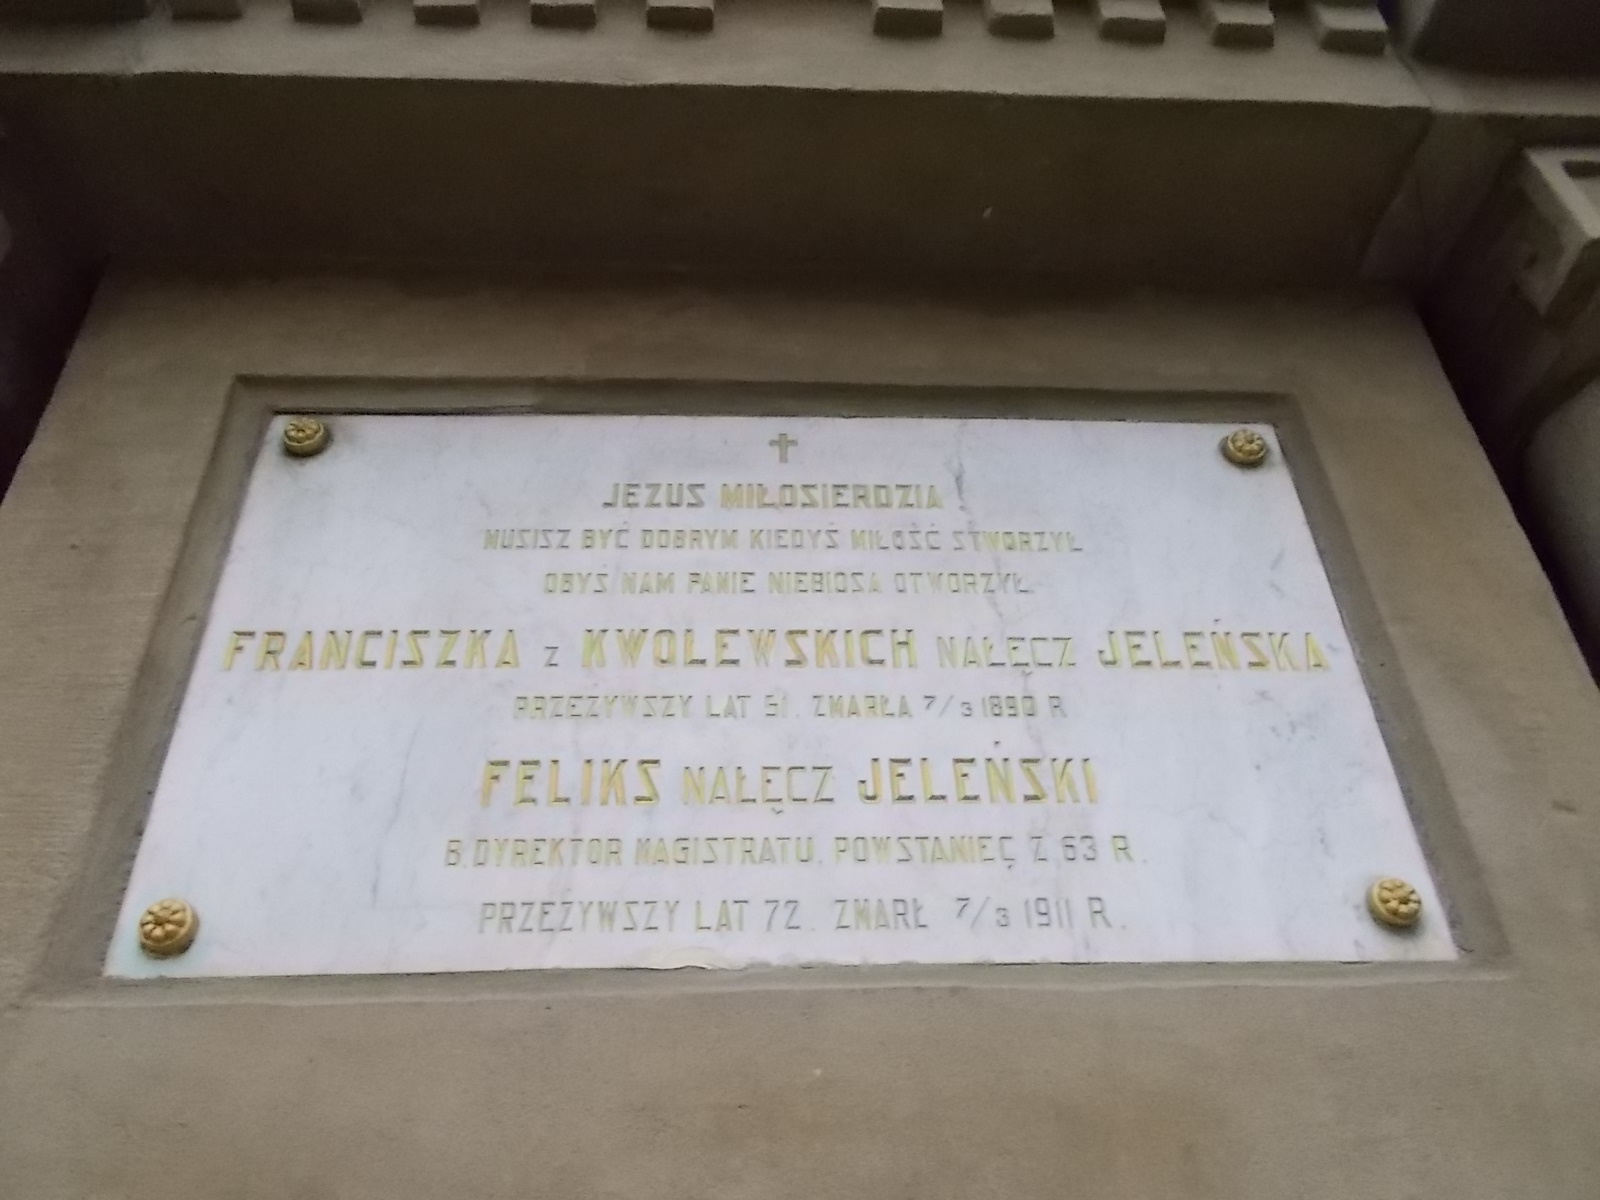 JEZUS MIŁOSIERDZIA
MUSISZ BYĆ DOBRYM KIEDYŚ MIŁOŚĆ STWORZYŁ
OBYŚ NAM PANIE NIEBIOSA OTWORZYŁ.
FRANCISZKA Z KWOLEWSKICH NAŁĘCZ JELEŃSKA
PRZEŻYWSZY LAT 51. ZMARŁA 7/3 1890 R
FELIKS NAŁĘCZ JELEŃSKI
B. DYREKTOR MAGISTRATU. POWSTANIEC Z 63 R.
PRZEŻYWSZY LAT 72. ZMARŁ 7/3 1911 R.